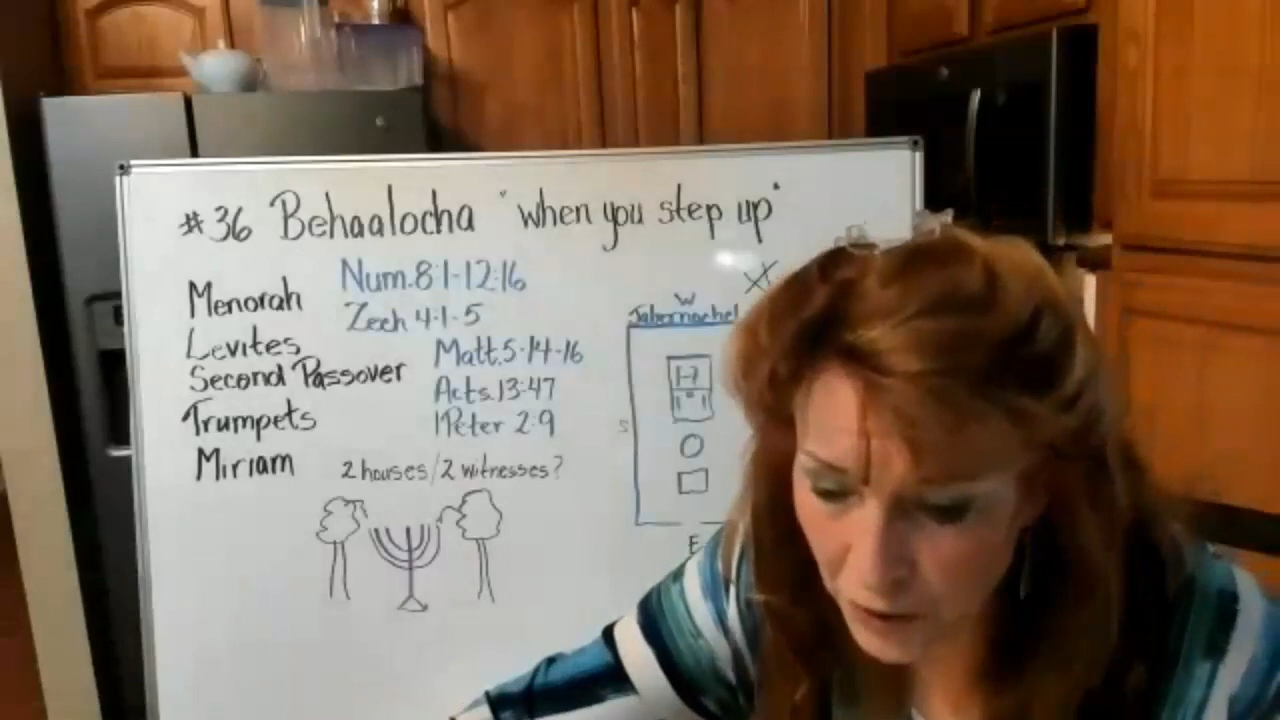 #36 Behaalocha "when you step up"
Menorah
Num.8:1-12:16
Zech 4:1-5
Levites
Matt.5:14-16
Second Passover
Acts.13:47
Trumpets
1Peter 2:9
Miriam
2 houses/2 witnesses?
W
Tabernachel
S
E